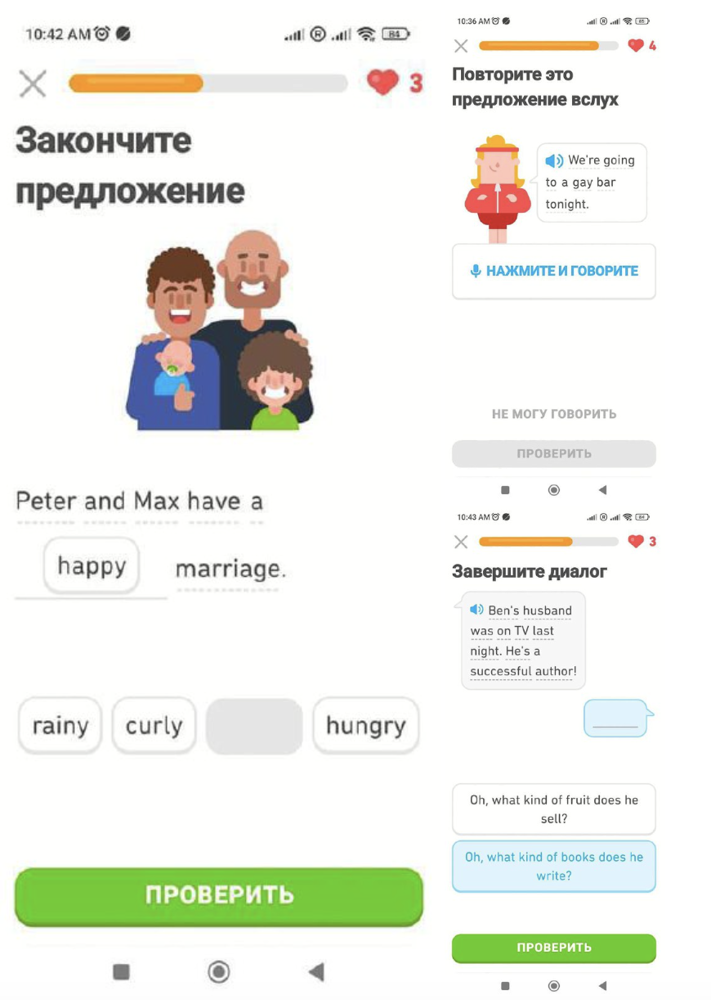 10:42 AM
R
84
3
Закончите
предложение
Peter and Max have a
happy marriage.
rainy curly hungry
ПРОВЕРИТЬ
10:36 AM
R
85
4
Повторите это
предложение вслух
We're going
to a gay bar
tonight.
НАЖМИТЕ И ГОВОРИТЕ
НЕ МОГУ ГОВОРИТЬ
ПРОВЕРИТЬ
10:43 AM
R
84
3
Завершите диалог
Ben's husband
was on TV last
night. He's a
successful author!
Oh, what kind of fruit does he
sell?
Oh, what kind of books does he
write?
ПРОВЕРИТЬ